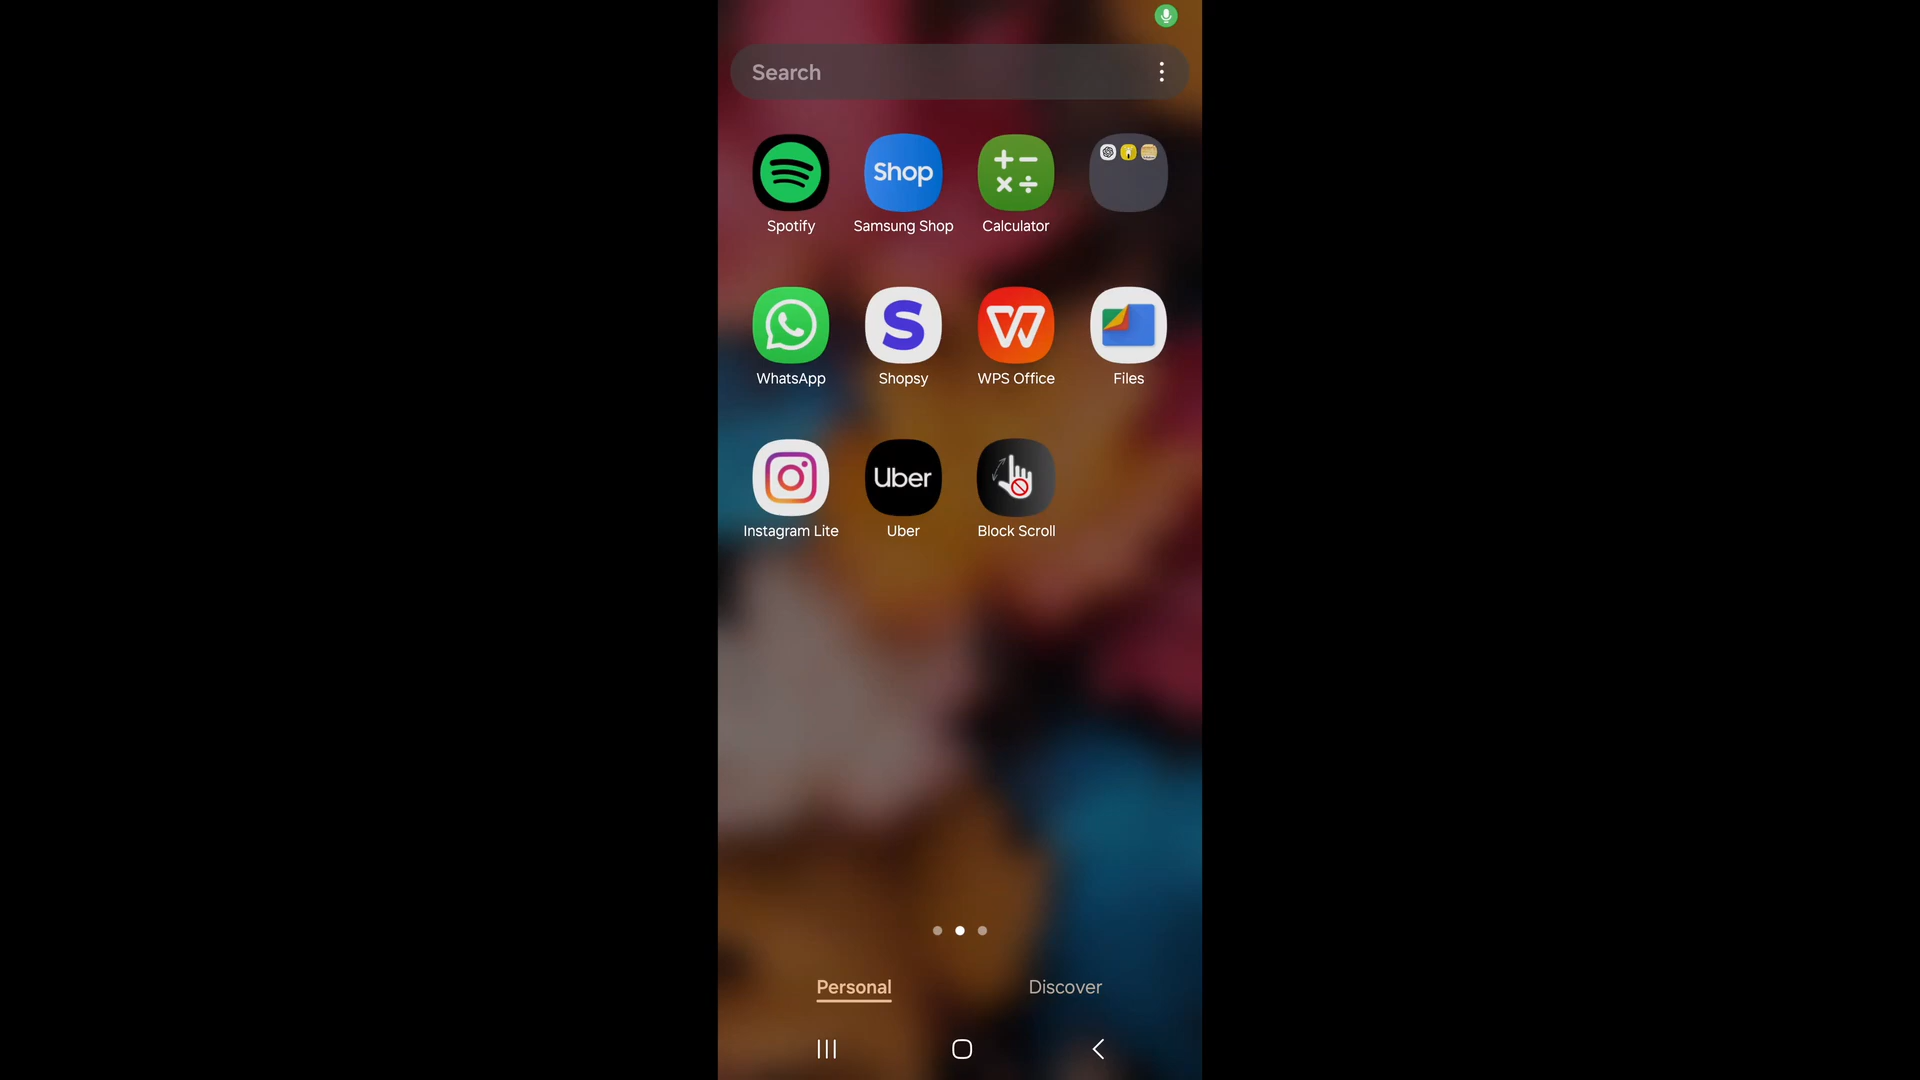 Search
Shop
Spotify
Samsung Shop
Calculator
WhatsApp
Shopsy
WPS Office
Files
Uber
Instagram Lite
Uber
Block Scroll
Personal
Discover